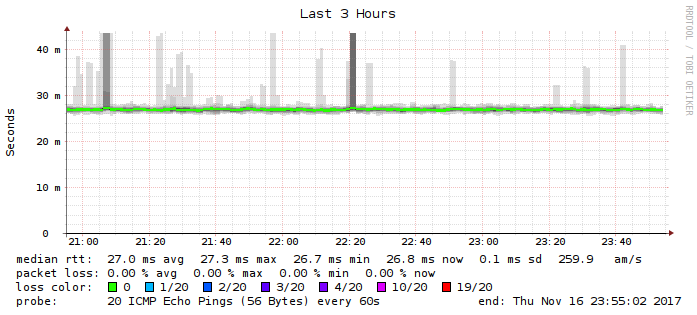 Last 3 Hours
RRDTOOL / TOBI OETIKER
Seconds
40 m
30 m
20 m
10 m
0
21:00 21:20 21:40 22:00 22:20 22:40 23:00 23:20 23:40
median rtt: 27.0 ms avg 27.3 ms max 26.7 ms min 26.8 ms now 0.1 ms sd 259.9 am/s
packet loss: 0.00 % avg 0.00 % max 0.00 % min 0.00 % now
loss color: 0 1/20 2/20 3/20 4/20 10/20 19/20
probe: 20 ICMP Echo Pings (56 Bytes) every 60s end: Thu Nov 16 23:55:02 2017